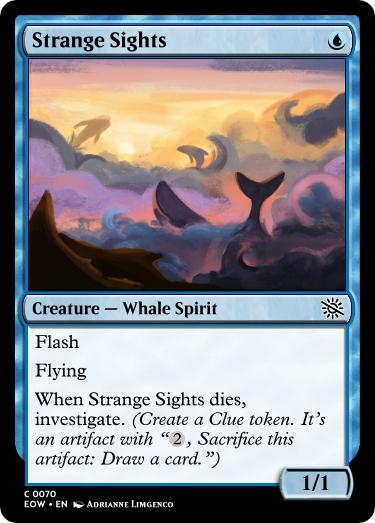 Strange Sights
Creature — Whale Spirit
Flash
Flying
When Strange Sights dies,
investigate. (Create a Clue token. It's
an artifact with “2, Sacrifice this
artifact: Draw a card.”)
1/1
C 0070
EOW • EN Adrianne Limgenco